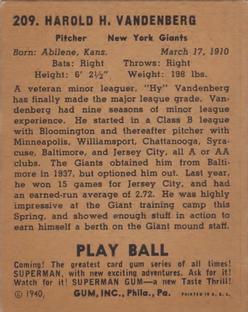 209. HAROLD H. VANDENBERG
Pitcher New York Giants
Born: Abilene, Kans. March 17, 1910
Bats: Right Throws: Right
Height: 6' 2½" Weight: 198 lbs.
A veteran minor leaguer, "Hy" Vandenberg
has finally made the major league grade. Van-
denberg had nine seasons of minor league ex-
perience. He started in a Class B league
with Bloomington and thereafter pitched with
Minneapolis, Williamsport, Chattanooga, Syra-
cuse, Baltimore, and Jersey City, all A or AA
clubs. The Giants obtained him from Balti-
more in 1937, but optioned him out. Last year,
he won 15 games for Jersey City, and had
an earned-run average of 2.72. He was highly
impressive at the Giant training camp this
Spring, and showed enough stuff in action to
earn himself a shot on the Giant mound staff.
PLAY BALL
Coming! The greatest card gum series of all times!
SUPERMAN, with new exciting adventures. Ask for it!
Watch for it! SUPERMAN GUM—a new Taste Thrill!
© 1940, GUM, INC., Phila., Pa. PRINTED IN U. S. A.